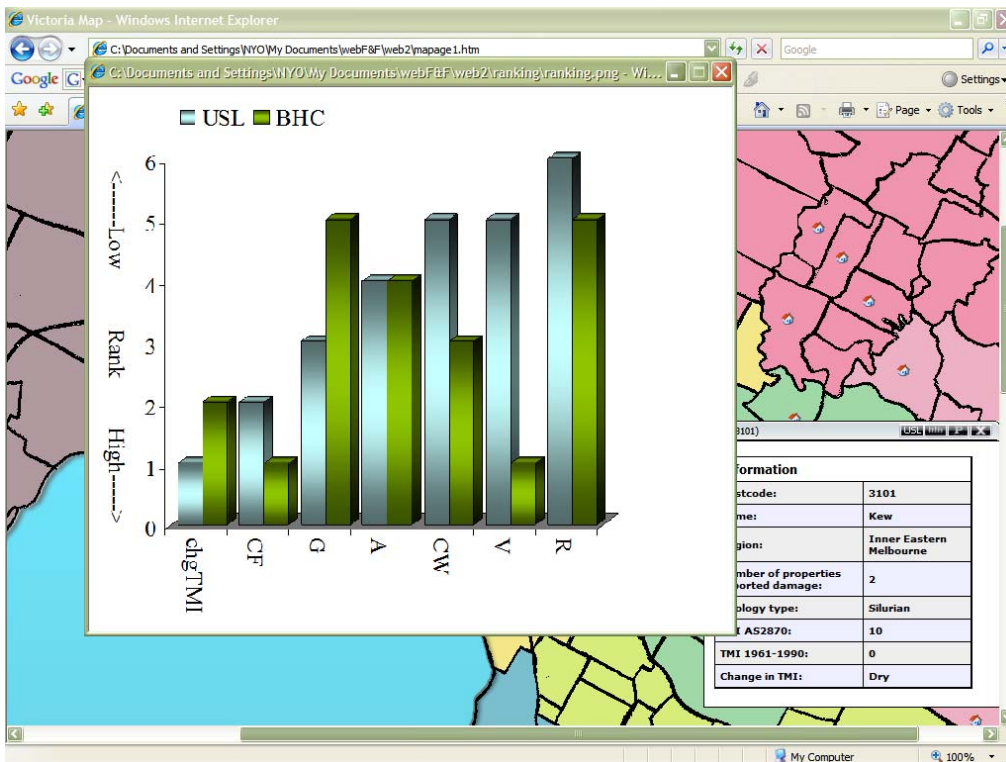 Victoria Map - Windows Internet Explorer
C:\Documents and Settings\NYO\My Documents\webF&F\web2\mapage1.htm
Google
Google
G
C:\Documents and Settings\NYO\My Documents\webF&F\web2\ranking\ranking.png - Wi...
Settings
Page
Tools
USL BHC
6
5
4
3
2
1
0
<------Low Rank High----->
chgTMI
CF
G
A
CW
V
R
3101)
USL
P
X
formation
stcode: 3101
me: Kew
gion: Inner Eastern
Melbourne
mber of properties
orted damage: 2
ology type: Silurian
AS2870: 10
TMI 1961-1990: 0
Change in TMI: Dry
My Computer
100%